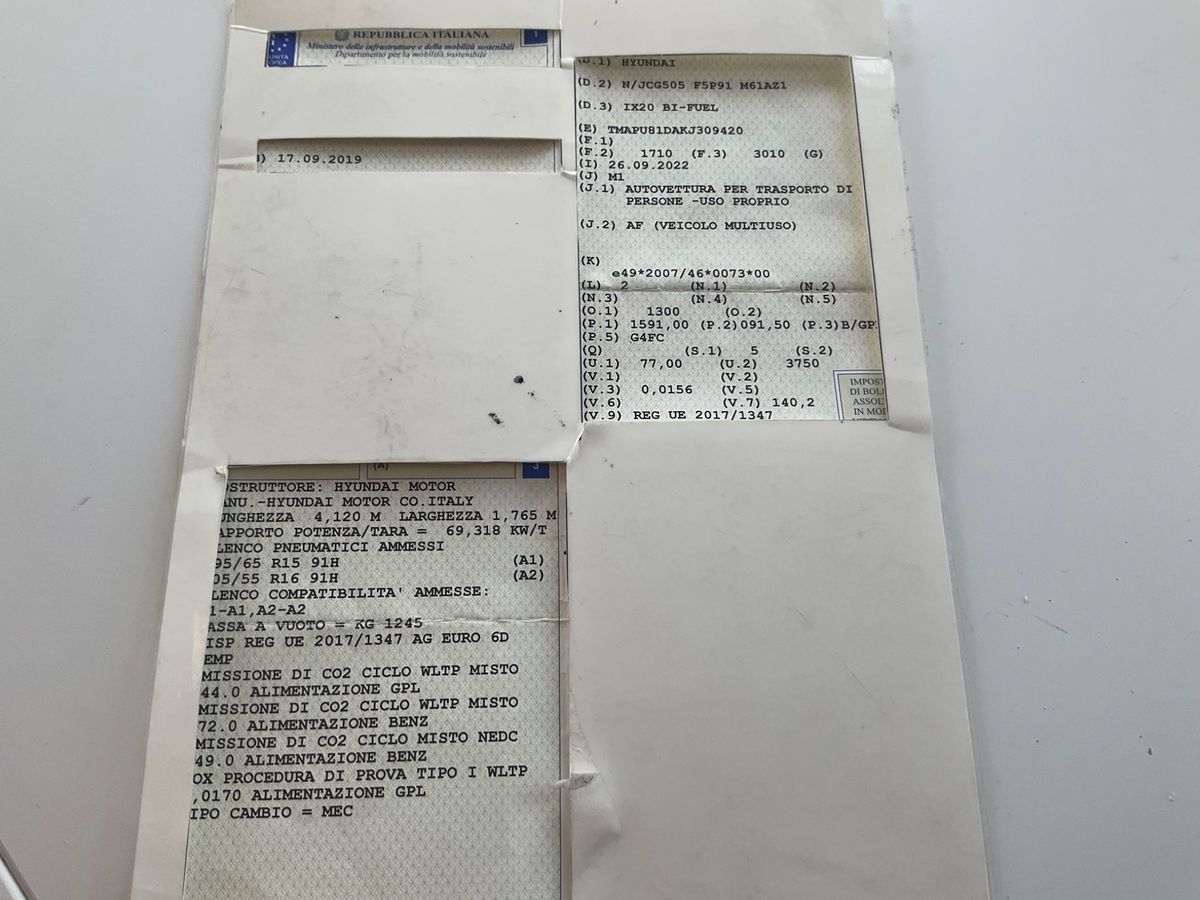 REPUBBLICA ITALIANA
1
Ministero delle infrastrutture e della mobilità sostenibili
Dipartimento per la mobilità sostenibile
17.09.2019
(D.1) HYUNDAI
(D.2) N/JCG505 F5P91 M61AZ1
(D.3) IX20 BI-FUEL
(E) TMAPU81DAKJ309420
(F.1)
(F.2) 1710 (F.3) 3010 (G)
(I) 26.09.2022
(J) M1
(J.1) AUTOVETTURA PER TRASPORTO DI
PERSONE -USO PROPRIO
(J.2) AF (VEICOLO MULTIUSO)
(K)
e49*2007/46*0073*00
(L) 2 (N.1) (N.2)
(N.3) (N.4) (N.5)
(O.1) 1300 (O.2)
(P.1) 1591,00 (P.2)091,50 (P.3)B/GP
(P.5) G4FC
(Q) (S.1) 5 (S.2)
(U.1) 77,00 (U.2) 3750
(V.1) (V.2)
(V.3) 0,0156 (V.5)
(V.6) (V.7) 140,2
(V.9) REG UE 2017/1347
IMPOST
DI BOL
ASSOL
IN MOD
(A)
3
OSTRUTTORE: HYUNDAI MOTOR
ANU.-HYUNDAI MOTOR CO.ITALY
UNGHEZZA 4,120 M LARGHEZZA 1,765 M
APPORTO POTENZA/TARA = 69,318 KW/T
LENCO PNEUMATICI AMMESSI
95/65 R15 91H (A1)
05/55 R16 91H (A2)
LENCO COMPATIBILITA' AMMESSE:
1-A1,A2-A2
ASSA A VUOTO = KG 1245
ISP REG UE 2017/1347 AG EURO 6D
EMP
MISSIONE DI CO2 CICLO WLTP MISTO
44.0 ALIMENTAZIONE GPL
MISSIONE DI CO2 CICLO WLTP MISTO
72.0 ALIMENTAZIONE BENZ
MISSIONE DI CO2 CICLO MISTO NEDC
49.0 ALIMENTAZIONE BENZ
OX PROCEDURA DI PROVA TIPO I WLTP
,0170 ALIMENTAZIONE GPL
IPO CAMBIO = MEC